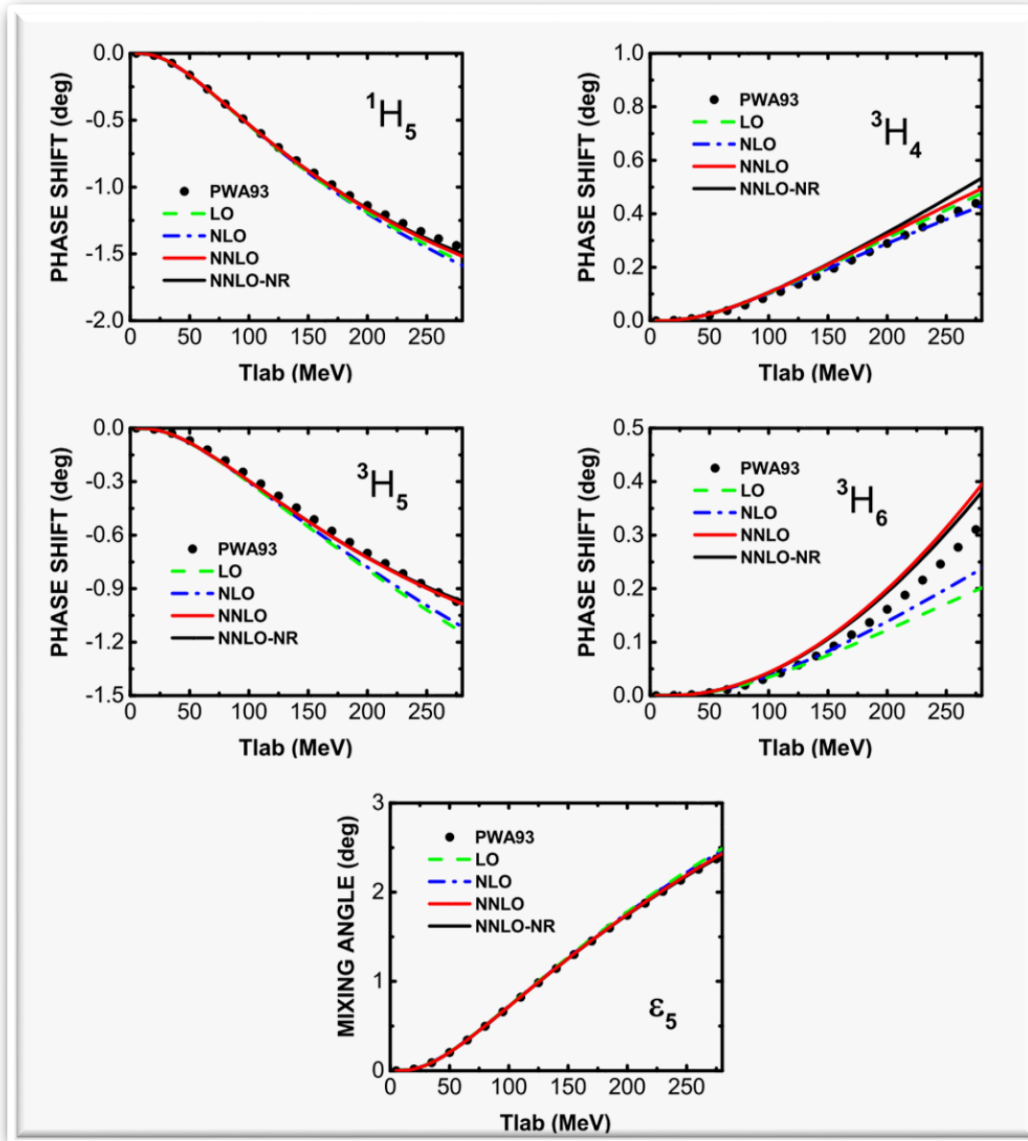 0.0
-0.5
-1.0
-1.5
-2.0
PHASE SHIFT (deg)
¹H₅
PWA93
LO
NLO
NNLO
NNLO-NR
0 50 100 150 200 250
Tlab (MeV)
1.0
0.8
0.6
0.4
0.2
0.0
PHASE SHIFT (deg)
PWA93
LO
NLO
NNLO
NNLO-NR
³H₄
0 50 100 150 200 250
Tlab (MeV)
0.0
-0.3
-0.6
-0.9
-1.2
-1.5
PHASE SHIFT (deg)
³H₅
PWA93
LO
NLO
NNLO
NNLO-NR
0 50 100 150 200 250
Tlab (MeV)
0.5
0.4
0.3
0.2
0.1
0.0
PHASE SHIFT (deg)
PWA93
LO
NLO
NNLO
NNLO-NR
³H₆
0 50 100 150 200 250
Tlab (MeV)
3
2
1
0
MIXING ANGLE (deg)
PWA93
LO
NLO
NNLO
NNLO-NR
ε₅
0 50 100 150 200 250
Tlab (MeV)